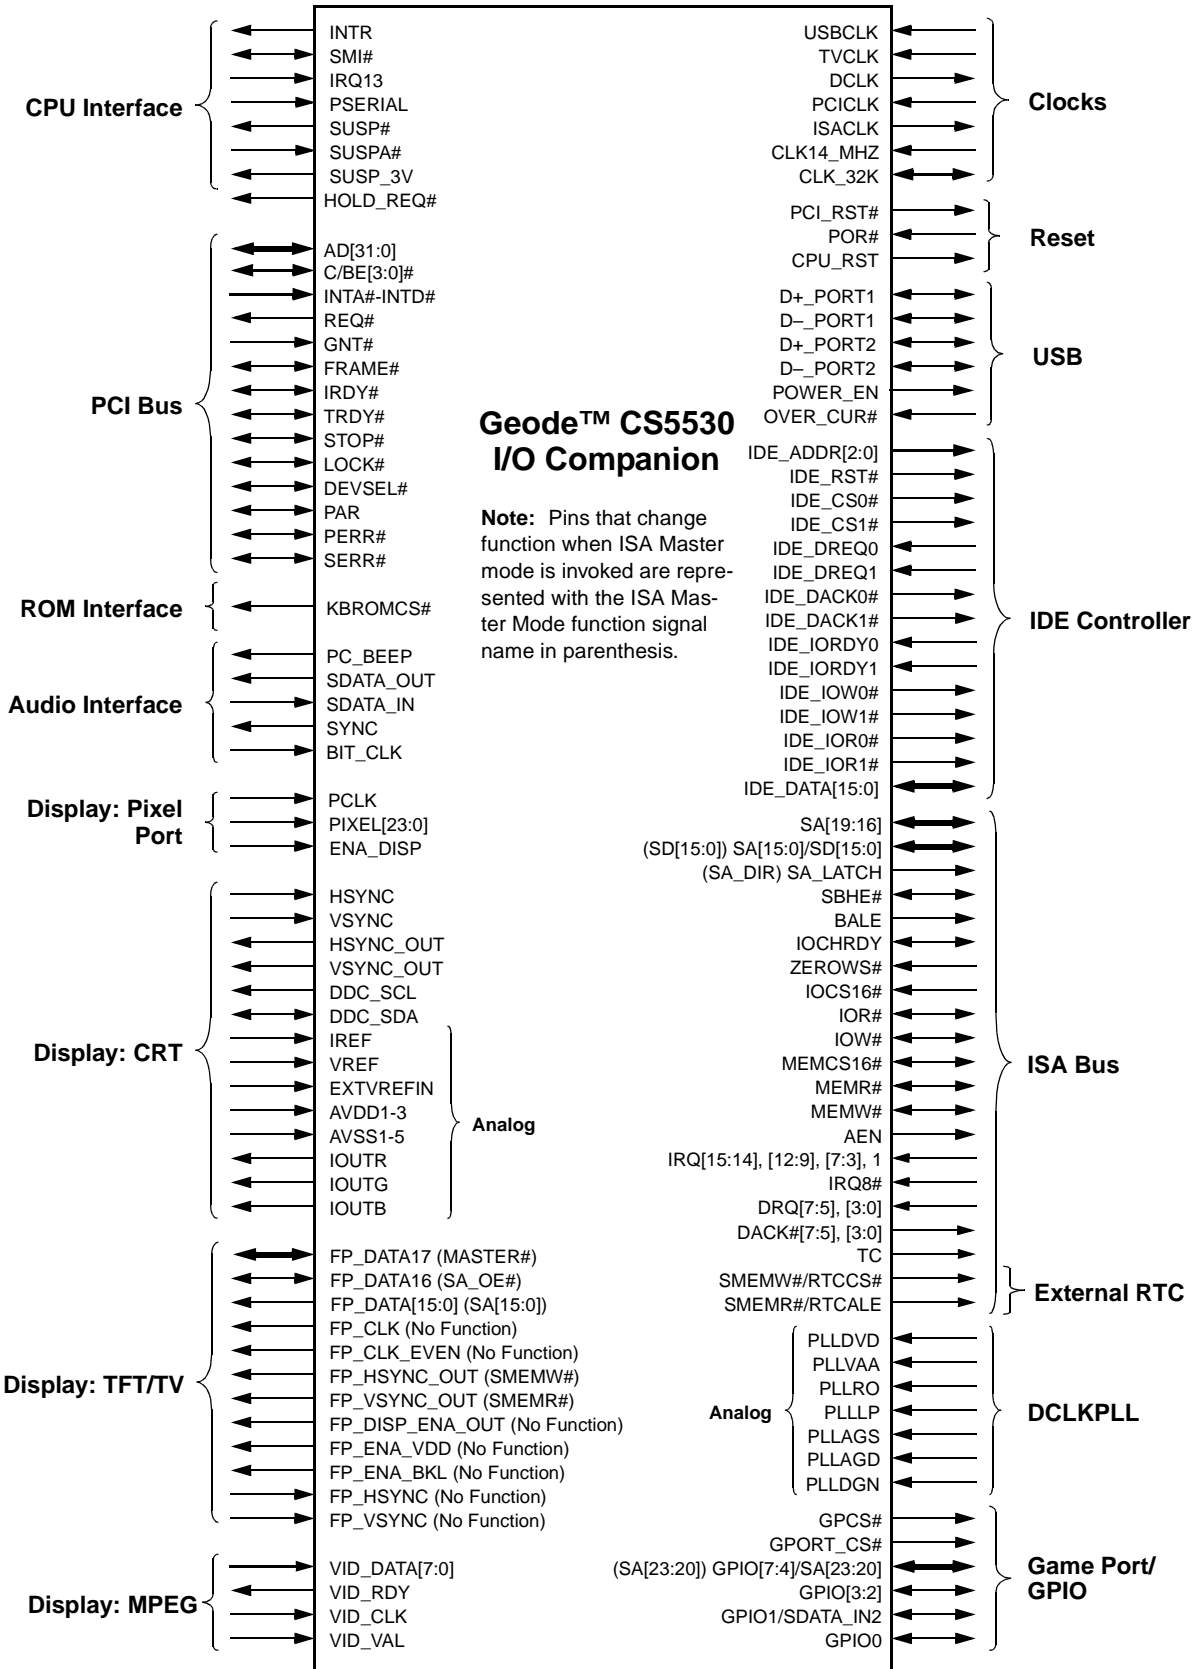 CPU Interface
INTR
SMI#
IRQ13
PSERIAL
SUSP#
SUSPA#
SUSP_3V
HOLD_REQ#
PCI Bus
AD[31:0]
C/BE[3:0]#
INTA#-INTD#
REQ#
GNT#
FRAME#
IRDY#
TRDY#
STOP#
LOCK#
DEVSEL#
PAR
PERR#
SERR#
ROM Interface
KBROMCS#
Audio Interface
PC_BEEP
SDATA_OUT
SDATA_IN
SYNC
BIT_CLK
Display: Pixel
Port
PCLK
PIXEL[23:0]
ENA_DISP
Display: CRT
HSYNC
VSYNC
HSYNC_OUT
VSYNC_OUT
DDC_SCL
DDC_SDA
IREF
VREF
EXTVREFIN
AVDD1-3
AVSS1-5
IOUTR
IOUTG
IOUTB
Analog
Display: TFT/TV
FP_DATA17 (MASTER#)
FP_DATA16 (SA_OE#)
FP_DATA[15:0] (SA[15:0])
FP_CLK (No Function)
FP_CLK_EVEN (No Function)
FP_HSYNC_OUT (SMEMW#)
FP_VSYNC_OUT (SMEMR#)
FP_DISP_ENA_OUT (No Function)
FP_ENA_VDD (No Function)
FP_ENA_BKL (No Function)
FP_HSYNC (No Function)
FP_VSYNC (No Function)
Display: MPEG
VID_DATA[7:0]
VID_RDY
VID_CLK
VID_VAL
Geode™ CS5530
I/O Companion
Note: Pins that change
function when ISA Master
mode is invoked are repre-
sented with the ISA Mas-
ter Mode function signal
name in parenthesis.
USBCLK
TVCLK
DCLK
PCICLK
ISACLK
CLK14_MHZ
CLK_32K
Clocks
PCI_RST#
POR#
CPU_RST
Reset
D+_PORT1
D–_PORT1
D+_PORT2
D–_PORT2
POWER_EN
OVER_CUR#
USB
IDE_ADDR[2:0]
IDE_RST#
IDE_CS0#
IDE_CS1#
IDE_DREQ0
IDE_DREQ1
IDE_DACK0#
IDE_DACK1#
IDE_IORDY0
IDE_IORDY1
IDE_IOW0#
IDE_IOW1#
IDE_IOR0#
IDE_IOR1#
IDE_DATA[15:0]
IDE Controller
SA[19:16]
(SD[15:0]) SA[15:0]/SD[15:0]
(SA_DIR) SA_LATCH
SBHE#
BALE
IOCHRDY
ZEROWS#
IOCS16#
IOR#
IOW#
MEMCS16#
MEMR#
MEMW#
AEN
IRQ[15:14], [12:9], [7:3], 1
IRQ8#
DRQ[7:5], [3:0]
DACK#[7:5], [3:0]
TC
SMEMW#/RTCCS#
SMEMR#/RTCALE
ISA Bus
External RTC
Analog
PLLDVD
PLLVAA
PLLRO
PLLLP
PLLAGS
PLLAGD
PLLDGN
DCLKPLL
GPCS#
GPORT_CS#
(SA[23:20]) GPIO[7:4]/SA[23:20]
GPIO[3:2]
GPIO1/SDATA_IN2
GPIO0
Game Port/
GPIO